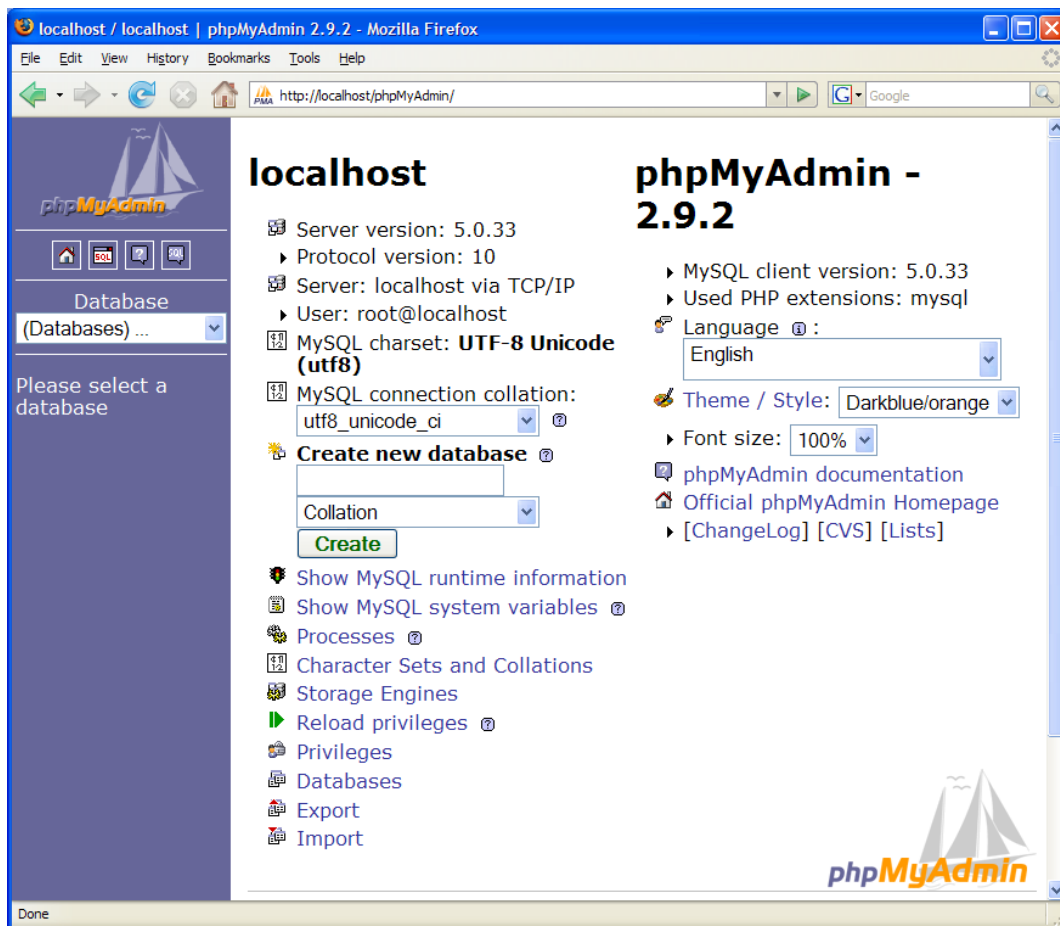 localhost / localhost | phpMyAdmin 2.9.2 - Mozilla Firefox
File Edit View History Bookmarks Tools Help
PMA http://localhost/phpMyAdmin/ G Google
phpMyAdmin
SQL ? SQL
Database
(Databases) ...
Please select a
database
localhost
Server version: 5.0.33
Protocol version: 10
Server: localhost via TCP/IP
User: root@localhost
MySQL charset: UTF-8 Unicode
(utf8)
MySQL connection collation:
utf8_unicode_ci ?
Create new database ?
Collation
Create
Show MySQL runtime information
Show MySQL system variables ?
Processes ?
Character Sets and Collations
Storage Engines
Reload privileges ?
Privileges
Databases
Export
Import
phpMyAdmin -
2.9.2
MySQL client version: 5.0.33
Used PHP extensions: mysql
Language i :
English
Theme / Style: Darkblue/orange
Font size: 100%
phpMyAdmin documentation
Official phpMyAdmin Homepage
[ChangeLog] [CVS] [Lists]
phpMyAdmin
Done